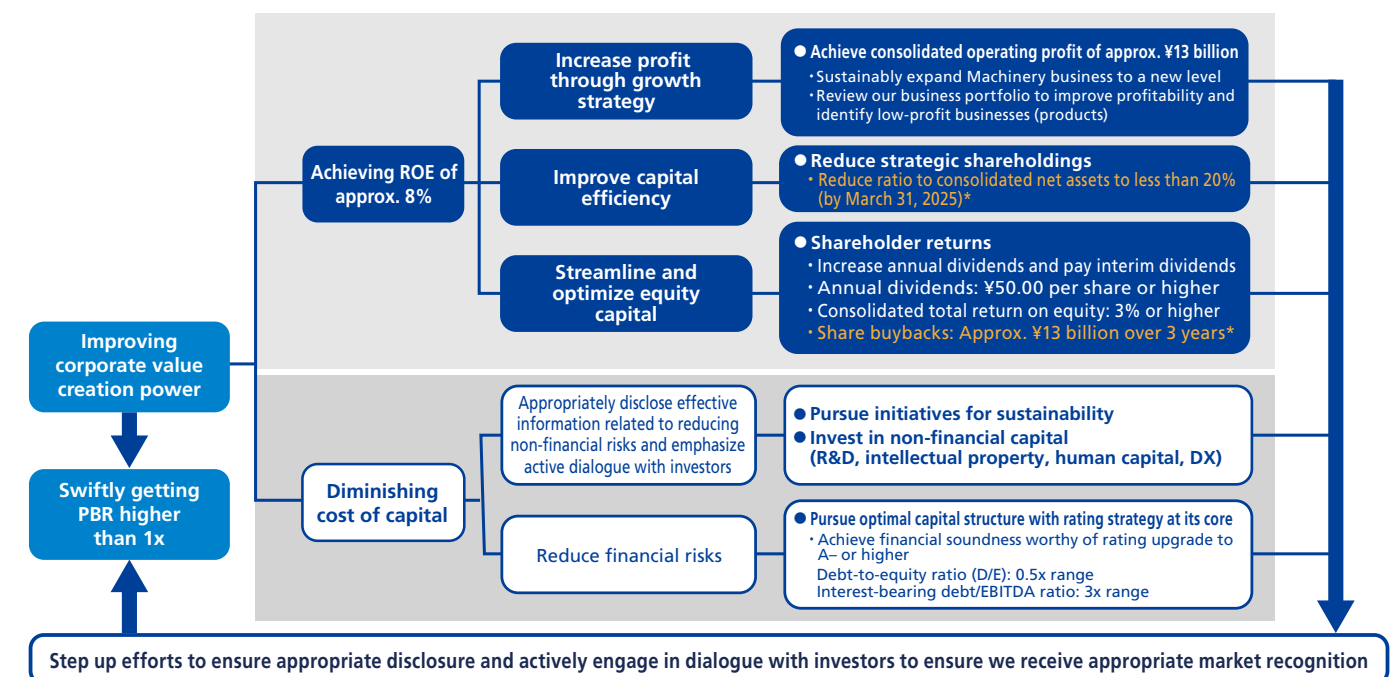 Improving
corporate value
creation power
Swiftly getting
PBR higher
than 1x
Achieving ROE of
approx. 8%
Increase profit
through growth
strategy
● Achieve consolidated operating profit of approx. ¥13 billion
・Sustainably expand Machinery business to a new level
・Review our business portfolio to improve profitability and
identify low-profit businesses (products)
Improve capital
efficiency
● Reduce strategic shareholdings
・Reduce ratio to consolidated net assets to less than 20%
(by March 31, 2025)*
Streamline and
optimize equity
capital
● Shareholder returns
・Increase annual dividends and pay interim dividends
・Annual dividends: ¥50.00 per share or higher
・Consolidated total return on equity: 3% or higher
・Share buybacks: Approx. ¥13 billion over 3 years*
Diminishing
cost of capital
Appropriately disclose effective
information related to reducing
non-financial risks and emphasize
active dialogue with investors
● Pursue initiatives for sustainability
● Invest in non-financial capital
(R&D, intellectual property, human capital, DX)
Reduce financial risks
● Pursue optimal capital structure with rating strategy at its core
・Achieve financial soundness worthy of rating upgrade to
A– or higher
Debt-to-equity ratio (D/E): 0.5x range
Interest-bearing debt/EBITDA ratio: 3x range
Step up efforts to ensure appropriate disclosure and actively engage in dialogue with investors to ensure we receive appropriate market recognition